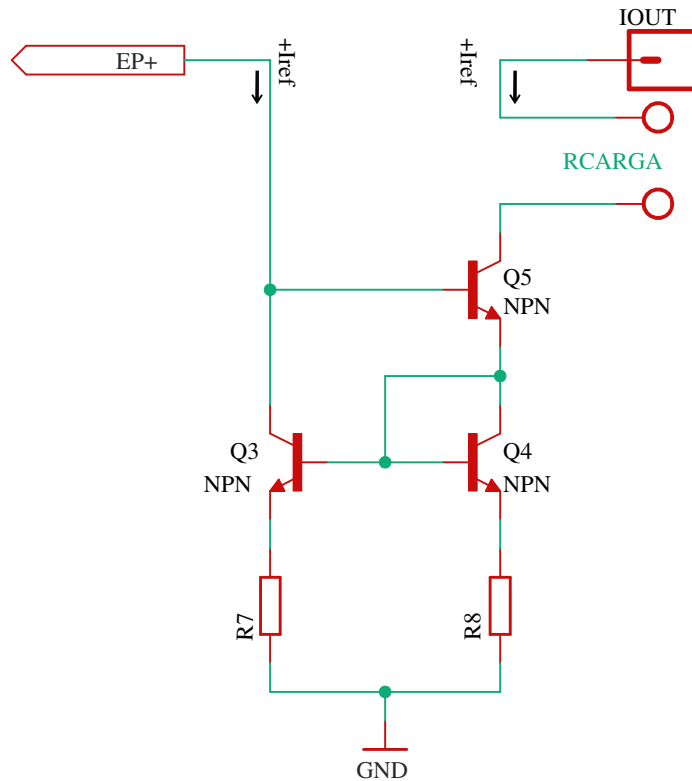 IOUT
EP+
+Iref
+Iref
RCARGA
Q5
NPN
Q3
NPN
Q4
NPN
R7
R8
GND